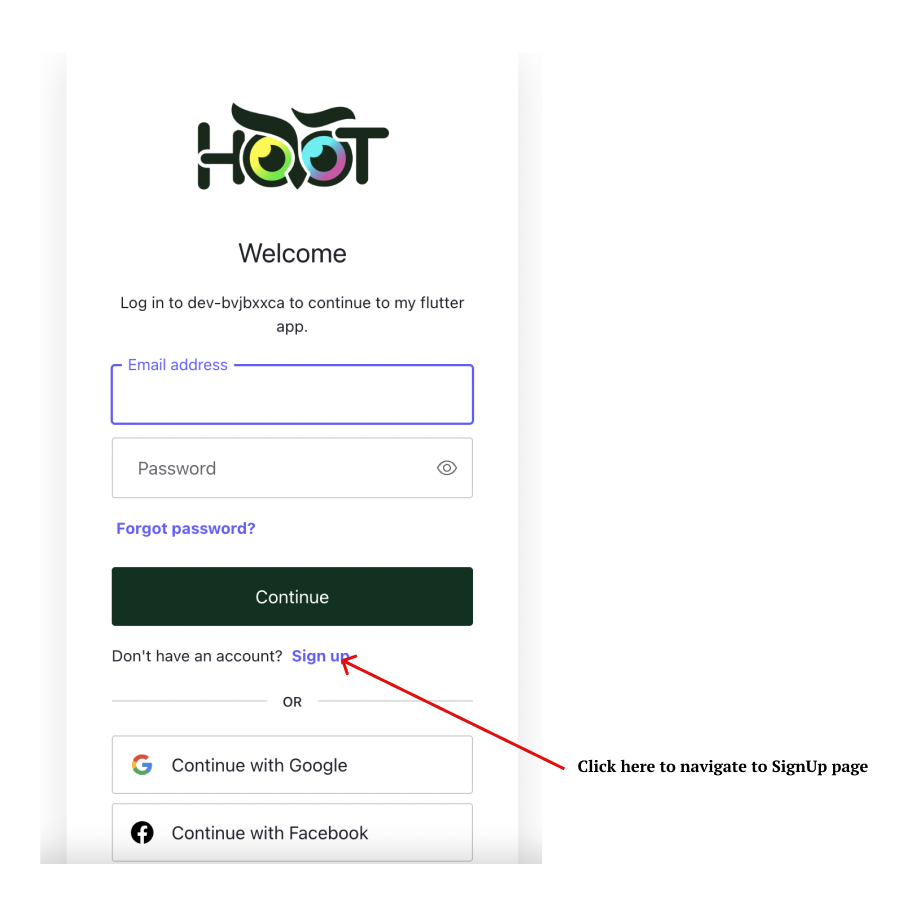 HOOT
Welcome
Log in to dev-bvjbxxca to continue to my flutter
app.
Email address
Password
Forgot password?
Continue
Don't have an account? Sign up
OR
Continue with Google
Click here to navigate to SignUp page
Continue with Facebook